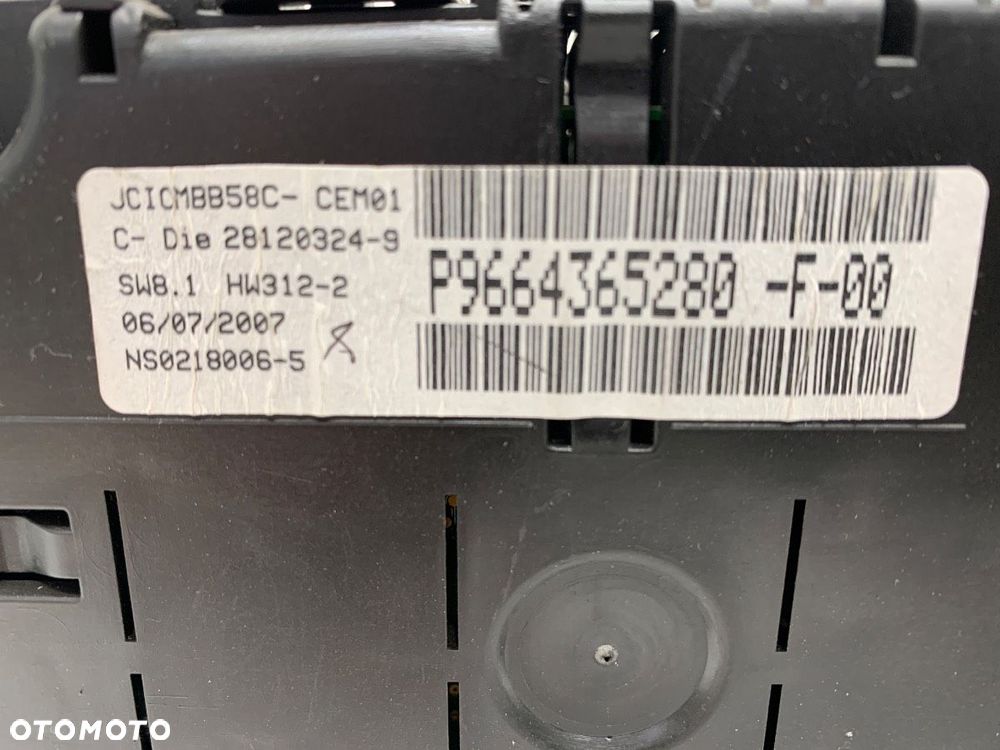 JCICMBB58C- CEM01
C- Die 28120324-9
SW8.1 HW312-2
06/07/2007
NS0218006-5
P9664365280 -F-00
OTOMOTO